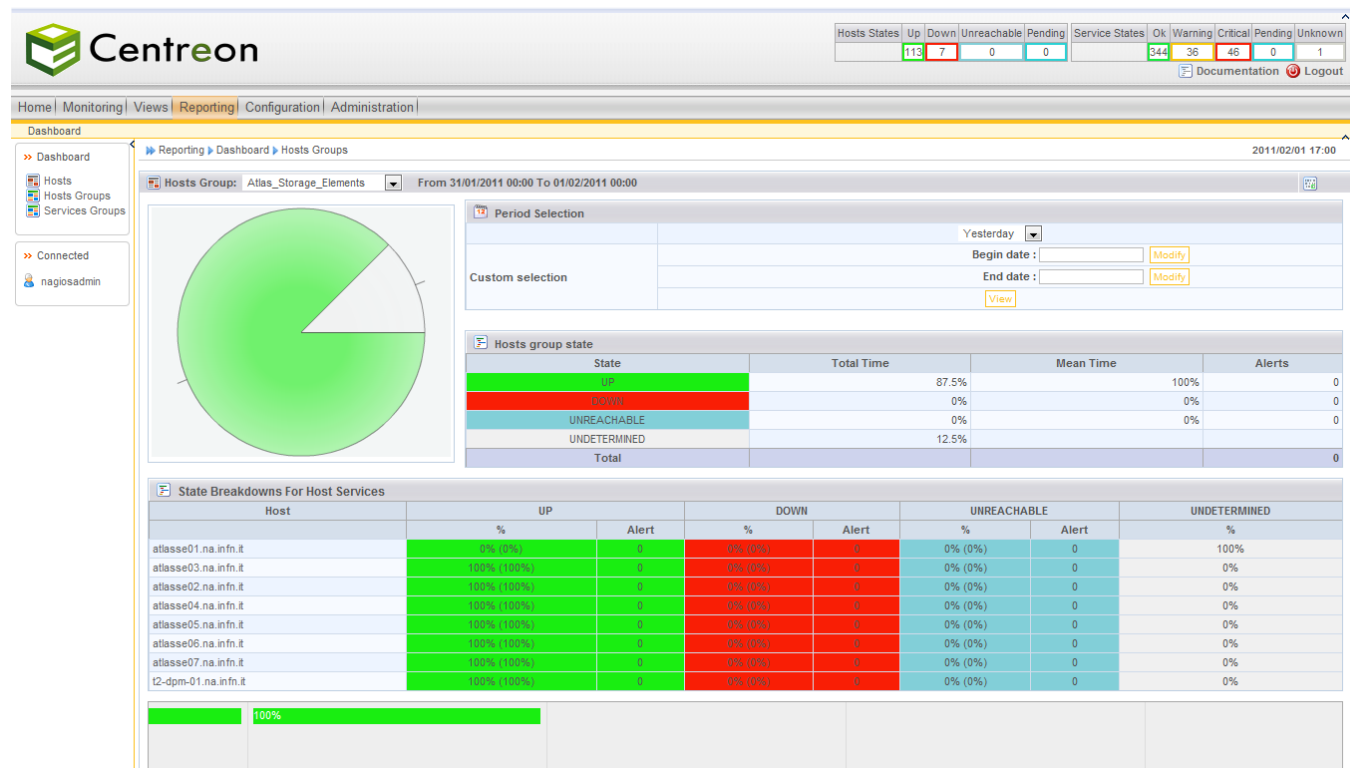 Centreon
Hosts States Up Down Unreachable Pending Service States Ok Warning Critical Pending Unknown
113 7 0 0 344 36 46 0 1
Documentation Logout
Home Monitoring Views Reporting Configuration Administration
Dashboard
Dashboard
Hosts
Hosts Groups
Services Groups
Connected
nagiosadmin
Reporting Dashboard Hosts Groups 2011/02/01 17:00
Hosts Group: Atlas_Storage_Elements From 31/01/2011 00:00 To 01/02/2011 00:00
Period Selection
Yesterday
Custom selection
Begin date : Modify
End date : Modify
View
Hosts group state
State Total Time Mean Time Alerts
UP 87.5% 100% 0
DOWN 0% 0% 0
UNREACHABLE 0% 0% 0
UNDETERMINED 12.5%
Total 0
State Breakdowns For Host Services
Host UP DOWN UNREACHABLE UNDETERMINED
% Alert % Alert % Alert %
atlasse01.na.infn.it 0% (0%) 0 0% (0%) 0 0% (0%) 0 100%
atlasse03.na.infn.it 100% (100%) 0 0% (0%) 0 0% (0%) 0 0%
atlasse02.na.infn.it 100% (100%) 0 0% (0%) 0 0% (0%) 0 0%
atlasse04.na.infn.it 100% (100%) 0 0% (0%) 0 0% (0%) 0 0%
atlasse05.na.infn.it 100% (100%) 0 0% (0%) 0 0% (0%) 0 0%
atlasse06.na.infn.it 100% (100%) 0 0% (0%) 0 0% (0%) 0 0%
atlasse07.na.infn.it 100% (100%) 0 0% (0%) 0 0% (0%) 0 0%
t2-dpm-01.na.infn.it 100% (100%) 0 0% (0%) 0 0% (0%) 0 0%
100%